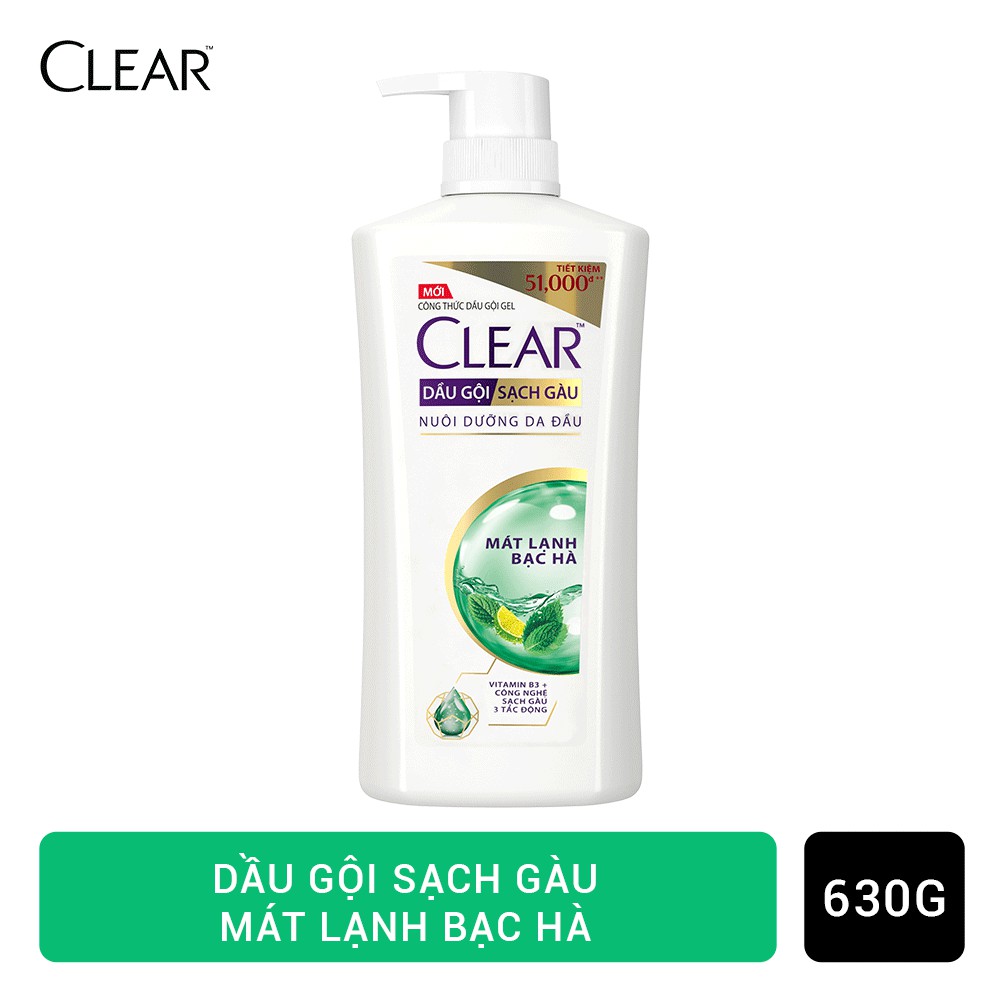 CLEAR™
TIẾT KIỆM
51,000đ**
MỚI
CÔNG THỨC DẦU GỘI GEL
CLEAR™
DẦU GỘI SẠCH GÀU
NUÔI DƯỠNG DA ĐẦU
MÁT LẠNH
BẠC HÀ
VITAMIN B3 +
CÔNG NGHỆ
SẠCH GÀU
3 TÁC ĐỘNG
DẦU GỘI SẠCH GÀU
MÁT LẠNH BẠC HÀ
630G